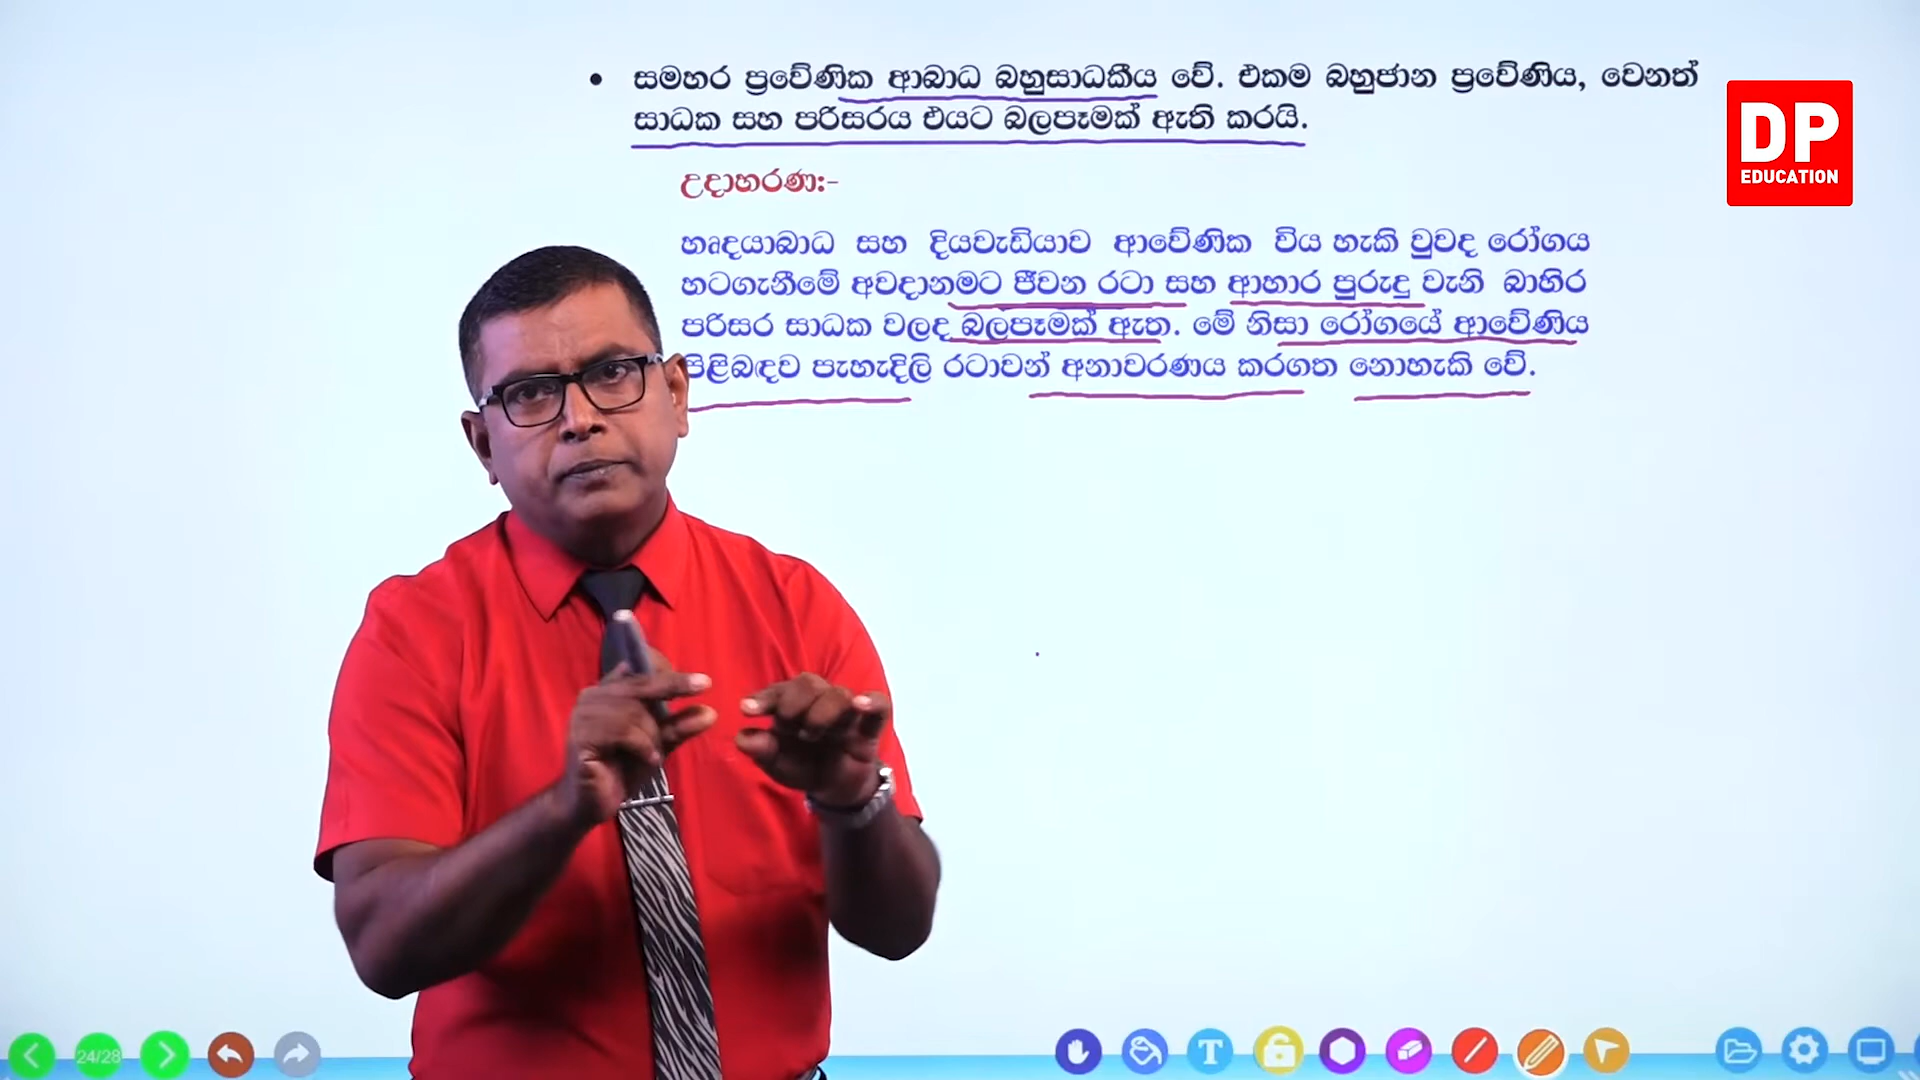 • සමහර ප්‍රවේණික ආබාධ බහුසාධකීය වේ. එකම බහුජාන ප්‍රවේණිය, වෙනත්
සාධක සහ පරිසරය එයට බලපෑමක් ඇති කරයි.
DP
EDUCATION
උදාහරණ:-
හෘදයාබාධ සහ දියවැඩියාව ආවේණික විය හැකි වුවද රෝගය
හටගැනීමේ අවදානමට ජීවන රටා සහ ආහාර පුරුදු වැනි බාහිර
පරිසර සාධක වලද බලපෑමක් ඇත. මේ නිසා රෝගයේ ආවේණිය
පිළිබඳව පැහැදිලි රටාවන් අනාවරණය කරගත නොහැකි වේ.
24/28
T